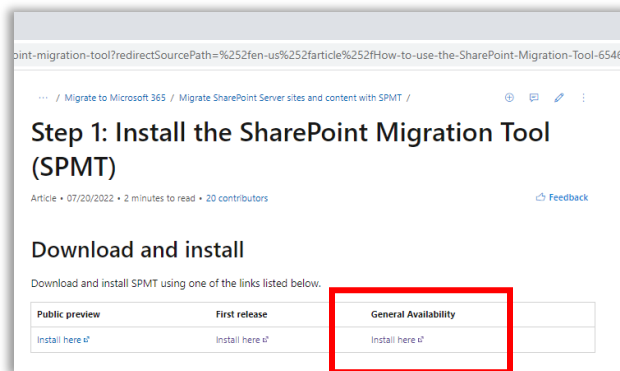 oint-migration-tool?redirectSourcePath=%252fen-us%252farticle%252fHow-to-use-the-SharePoint-Migration-Tool-6546
··· / Migrate to Microsoft 365 / Migrate SharePoint Server sites and content with SPMT /
Step 1: Install the SharePoint Migration Tool
(SPMT)
Article • 07/20/2022 • 2 minutes to read • 20 contributors
Feedback
Download and install
Download and install SPMT using one of the links listed below.
Public preview First release General Availability
Install here Install here Install here